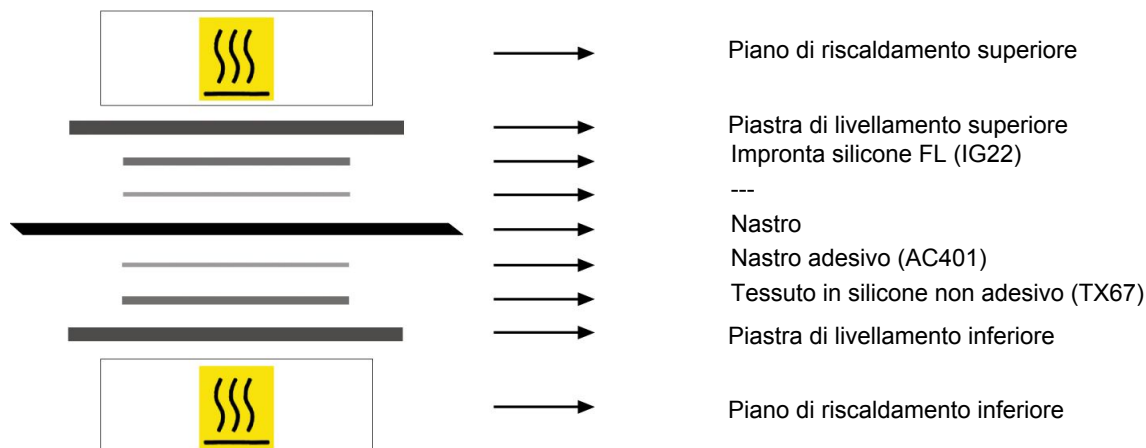 Piano di riscaldamento superiore
Piastra di livellamento superiore
Impronta silicone FL (IG22)
---
Nastro
Nastro adesivo (AC401)
Tessuto in silicone non adesivo (TX67)
Piastra di livellamento inferiore
Piano di riscaldamento inferiore